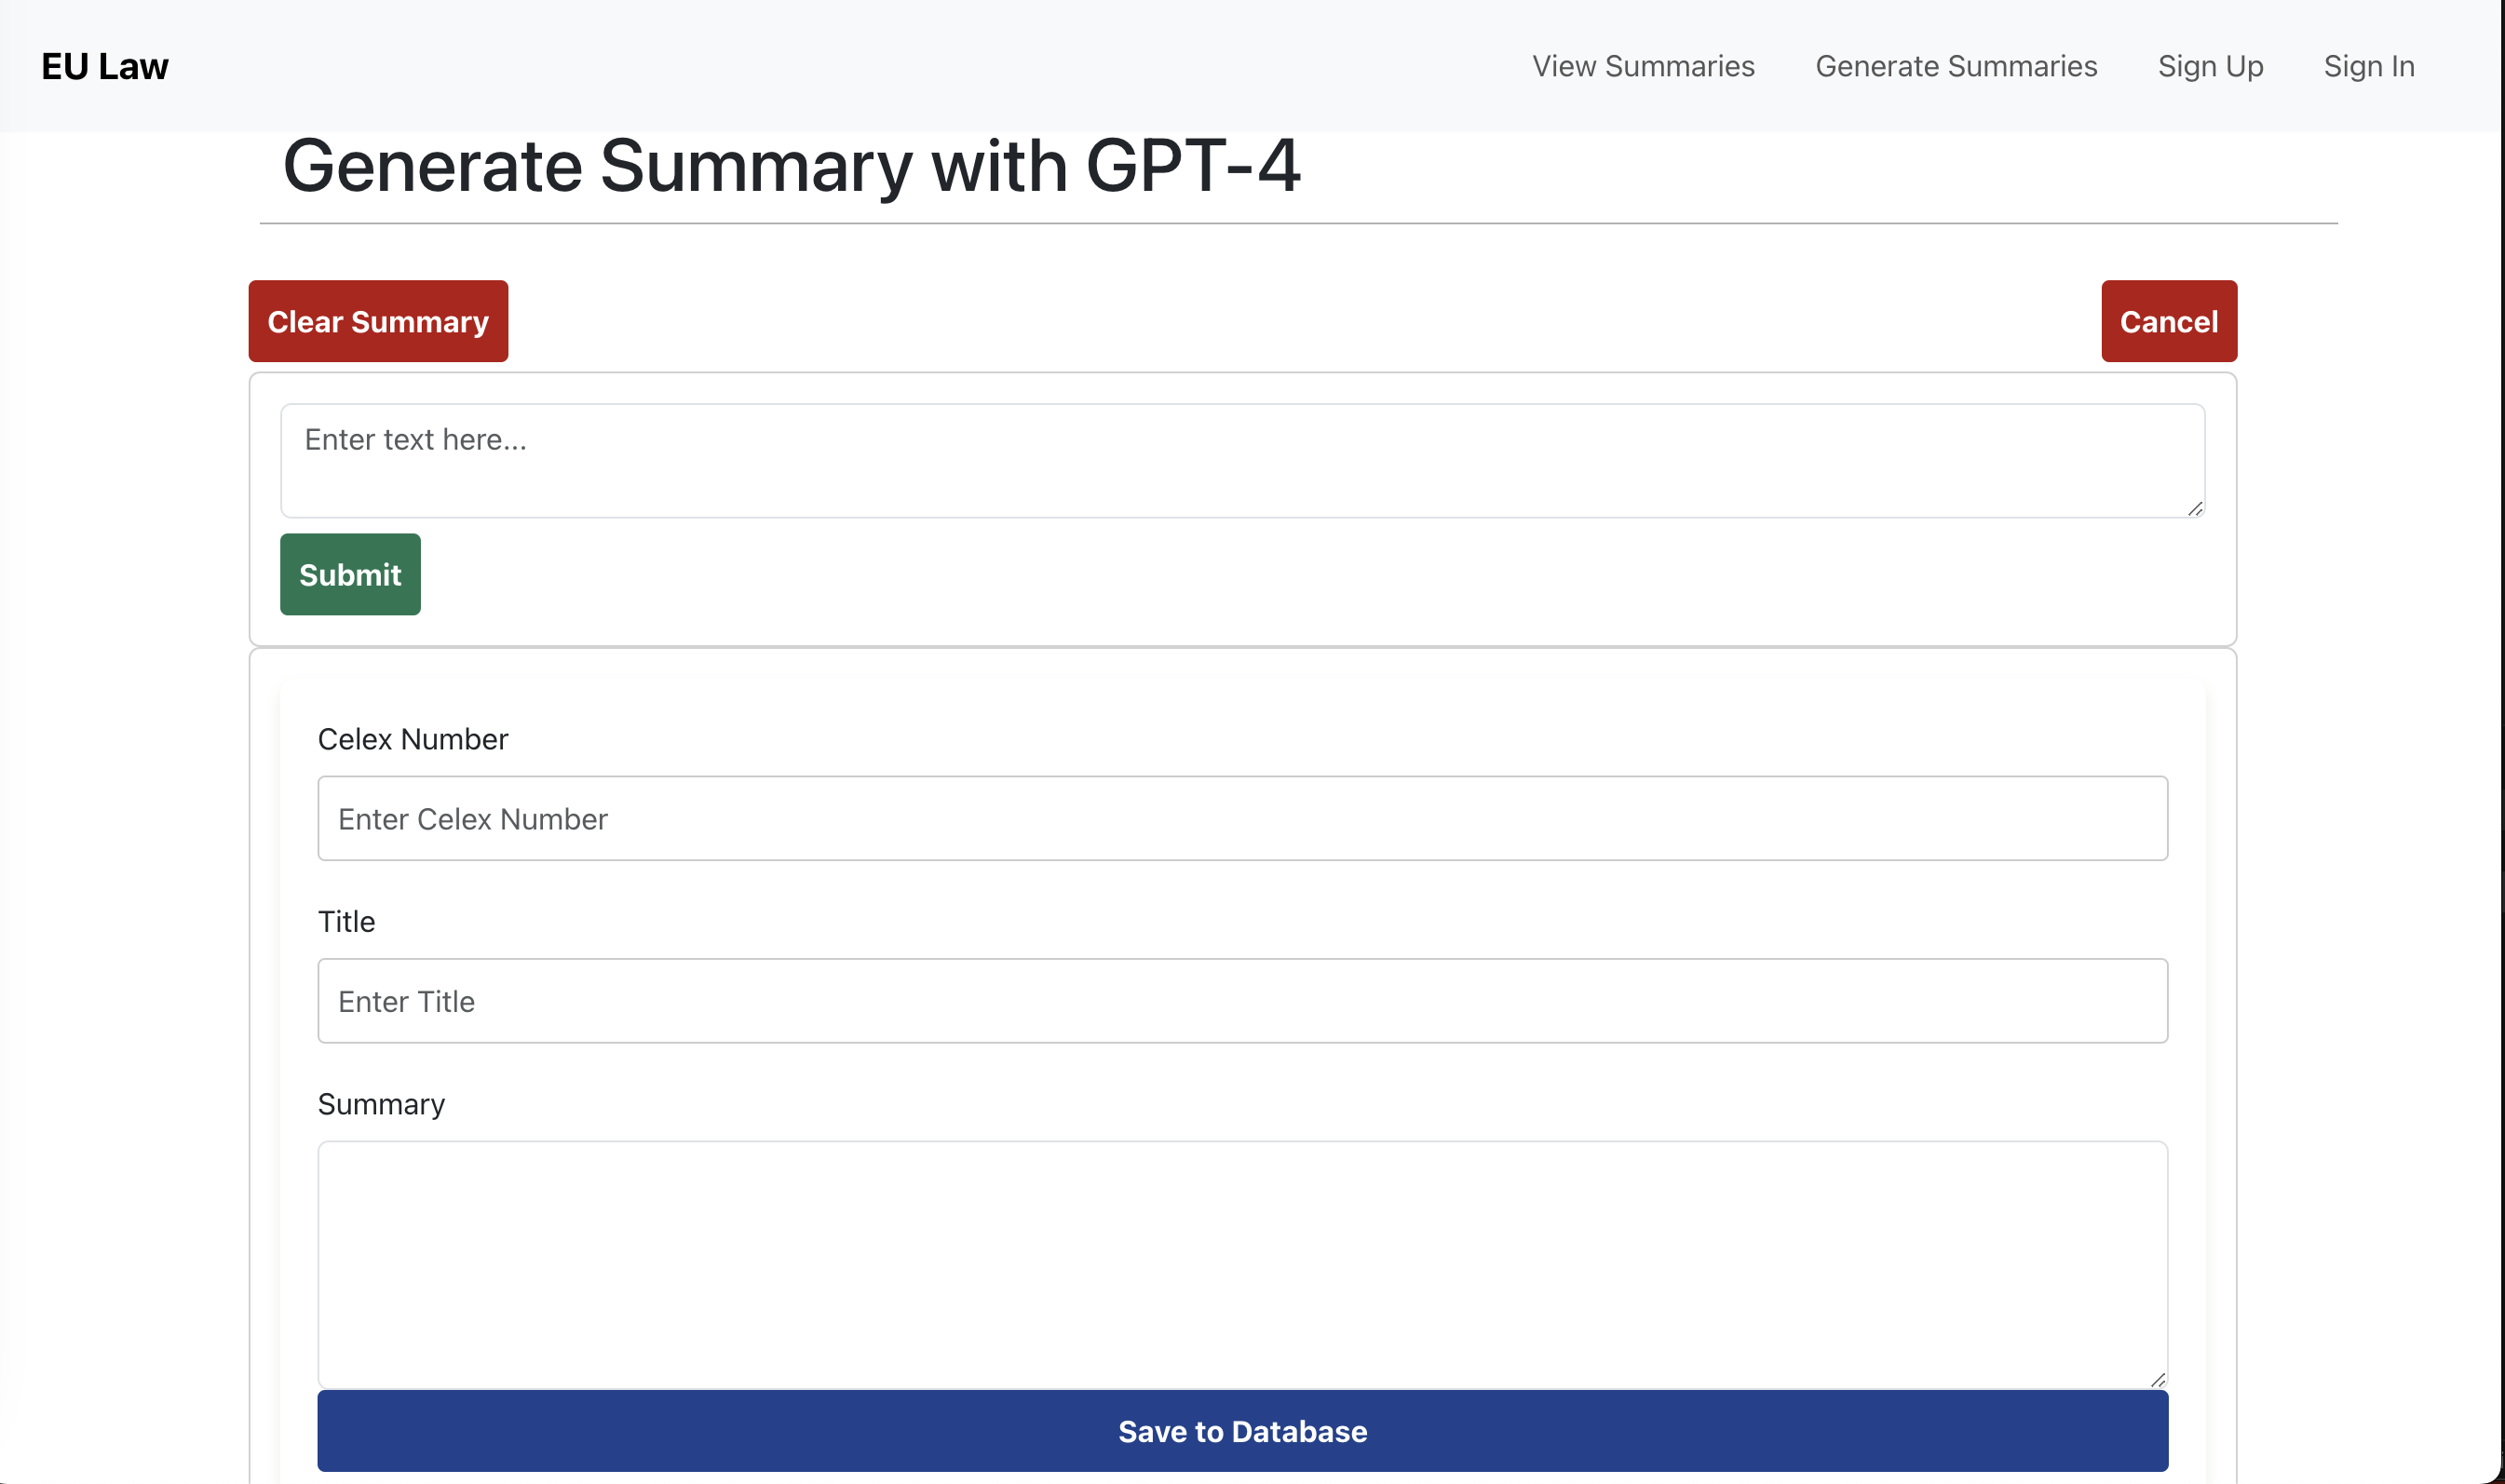 EU Law
View Summaries
Generate Summaries
Sign Up
Sign In
Generate Summary with GPT-4
Clear Summary
Cancel
Enter text here...
Submit
Celex Number
Enter Celex Number
Title
Enter Title
Summary
Save to Database